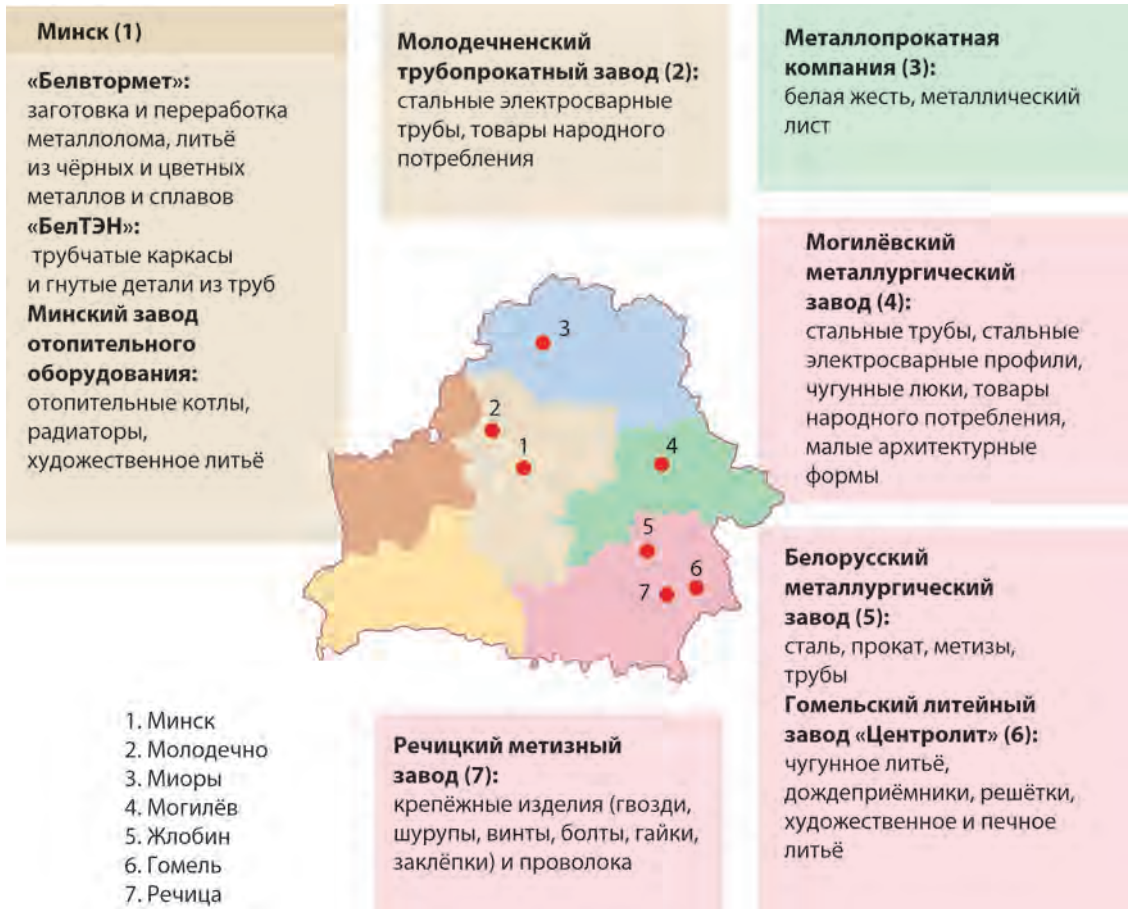 Минск (1)
«Белвтормет»:
заготовка и переработка
металлолома, литьё
из чёрных и цветных
металлов и сплавов
«БелТЭН»:
трубчатые каркасы
и гнутые детали из труб
Минский завод
отопительного
оборудования:
отопительные котлы,
радиаторы,
художественное литьё
Молодечненский
трубопрокатный завод (2):
стальные электросварные
трубы, товары народного
потребления
Металлопрокатная
компания (3):
белая жесть, металлический
лист
Могилёвский
металлургический
завод (4):
стальные трубы, стальные
электросварные профили,
чугунные люки, товары
народного потребления,
малые архитектурные
формы
3
2
1
4
5
6
7
Белорусский
металлургический
завод (5):
сталь, прокат, метизы,
трубы
Гомельский литейный
завод «Центролит» (6):
чугунное литьё,
дождеприёмники, решётки,
художественное и печное
литьё
1. Минск
2. Молодечно
3. Миоры
4. Могилёв
5. Жлобин
6. Гомель
7. Речица
Речицкий метизный
завод (7):
крепёжные изделия (гвозди,
шурупы, винты, болты, гайки,
заклёпки) и проволока